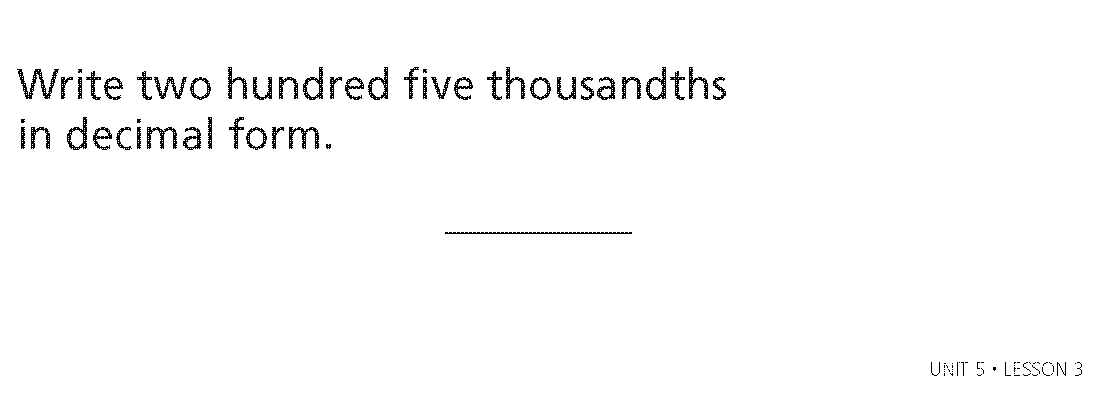 Write two hundred five thousandths
in decimal form.
UNIT 5 • LESSON 3